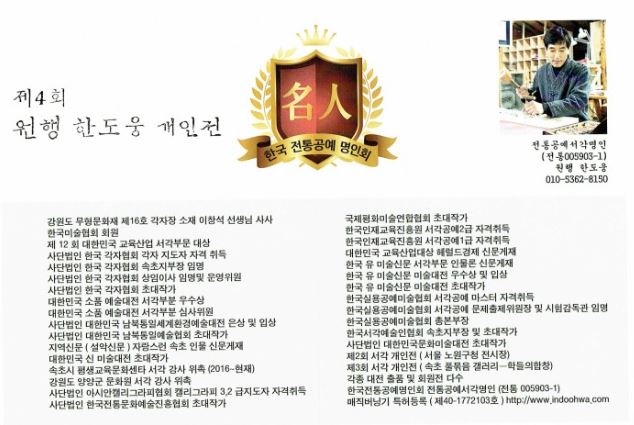 제4회
원행 한도웅 개인전
名人
한국 전통공예 명인회
전통공예서각명인
(전통005903-1)
원행 한도웅
010-5362-8150
강원도 무형문화재 제16호 각자장 소재 이창석 선생님 사사
한국미술협회 회원
제 12 회 대한민국 교육산업 서각부문 대상
사단법인 한국 각자협회 각자 지도자 자격 취득
사단법인 한국 각자협회 속초지부장 임명
사단법인 한국 각자협회 상임이사 임명및 운영위원
사단법인 한국 각자협회 초대작가
대한민국 소품 예술대전 서각부분 우수상
대한민국 소품 예술대전 서각부분 심사위원
사단법인 대한민국 남북통일세계환경예술대전 은상 및 입상
사단법인 대한민국 남북통일예술협회 초대작가
지역신문 ( 설악신문 ) 자랑스런 속초 인물 신문게재
대한민국 신 미술대전 초대작가
속초시 평생교육문화센타 서각 강사 위촉 (2016~현재)
강원도 양양군 문화원 서각 강사 위촉
사단법인 아시안캘리그라피협회 캘리그라피 3,2 급지도자 자격취득
사단법인 한국전통문화예술진흥협회 초대작가
국제평화미술연합협회 초대작가
한국인재교육진흥원 서각공예2급 자격취득
한국인재교육진흥원 서각공예1급 자격취득
대한민국 교육산업대상 헤럴드경제 신문게재
한국 유 미술신문 서각부문 인물론 신문게재
한국 유 미술신문 미술대전 우수상 및 입상
한국 유 미술신문 미술대전 초대작가
한국실용공예미술협회 서각공예 마스터 자격취득
한국실용공예미술협회 서각공예 문제출제위원장 및 시험감독관 임명
한국실용공예미술협회 총본부장
한국서각예술인협회 속초지부장 및 초대작가
사단법인 대한민국문화미술대전 초대작가
제2회 서각 개인전 ( 서울 노원구청 전시장)
제3회 서각 개인전 ( 속초 풀묶음 갤러리ㅡ학들의합창)
각종 대전 출품 및 회원전 다수
한국전통공예명인회 전통공예서각명인 (전통 005903-1)
매직버닝기 특허등록 ( 제40-1772103호 ) http://www.indoohwa.com